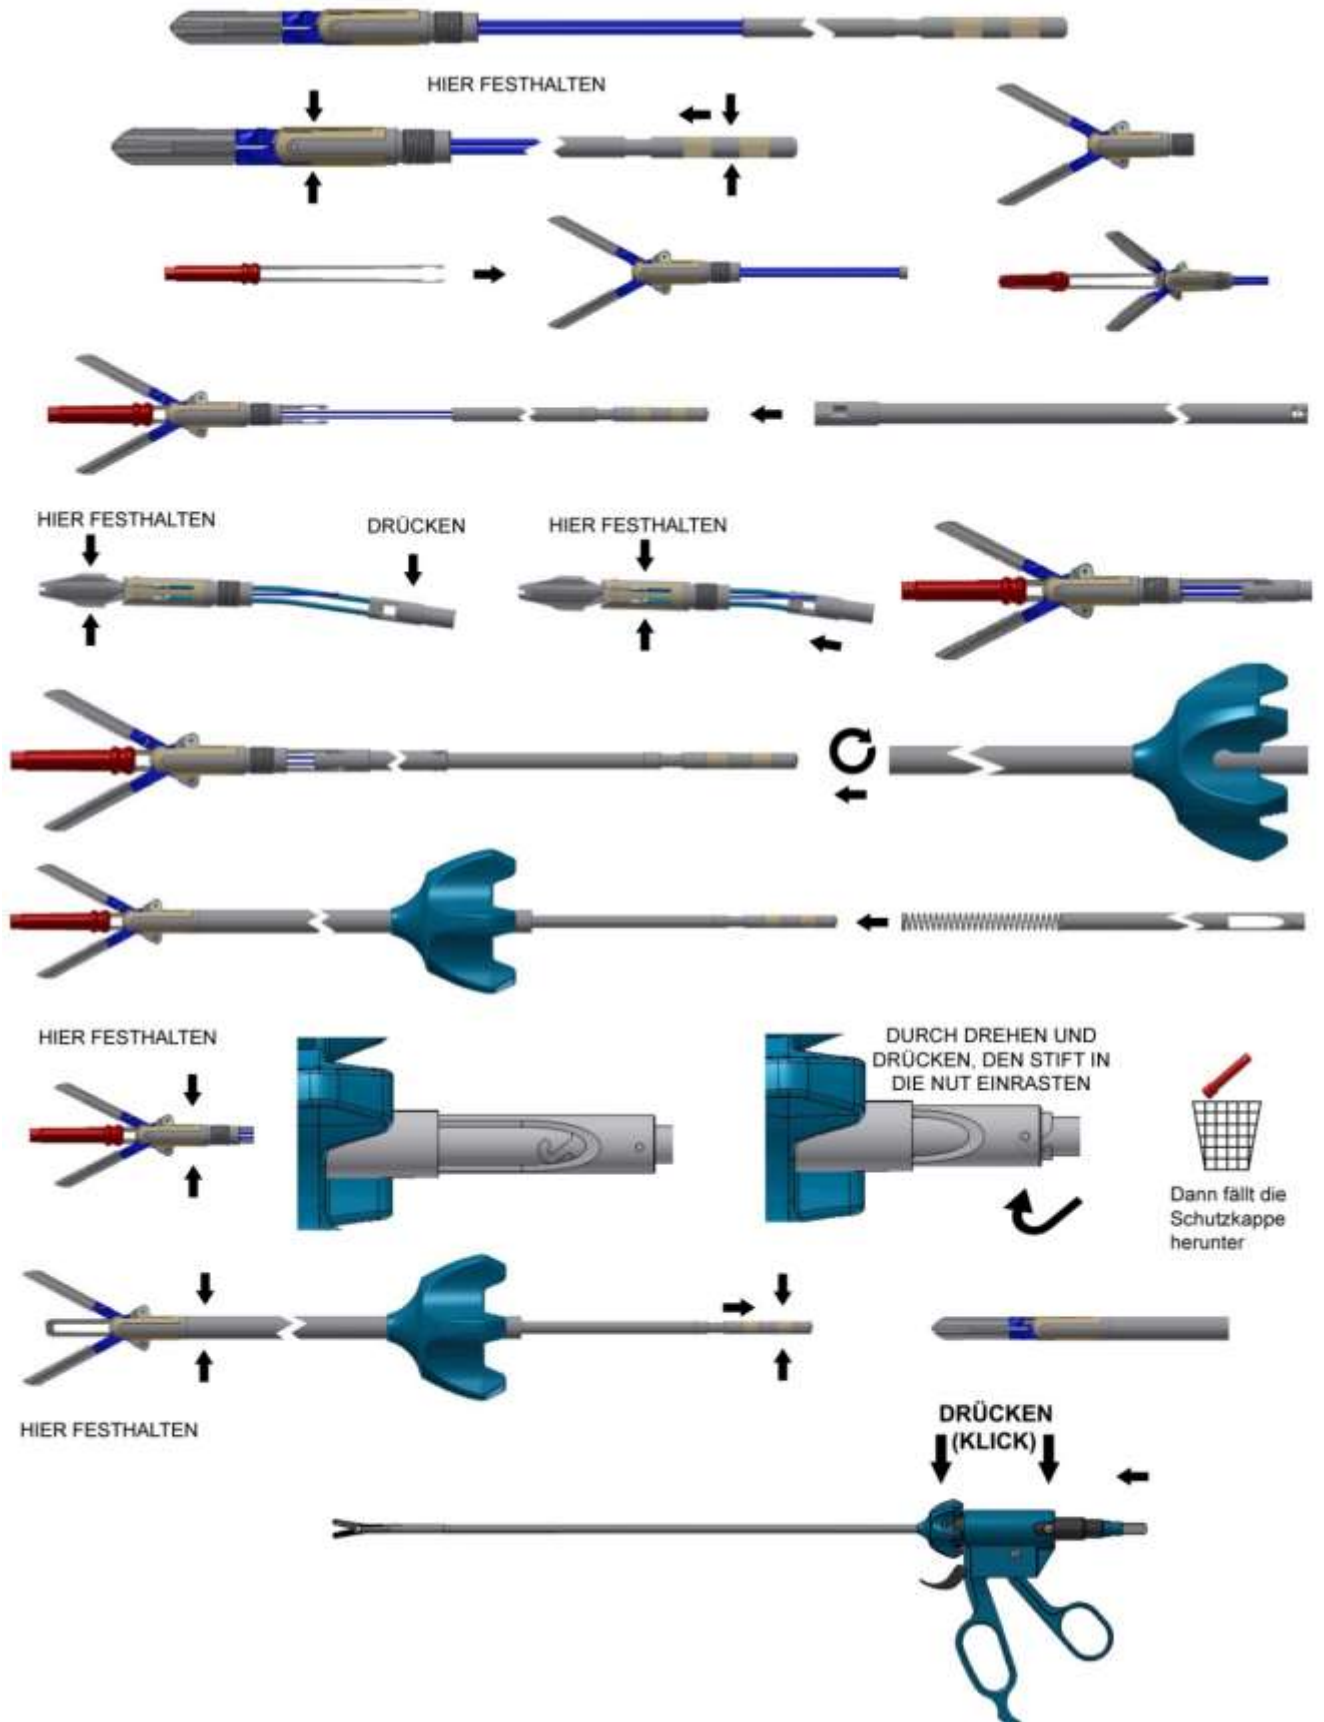 HIER FESTHALTEN
HIER FESTHALTEN
DRÜCKEN
HIER FESTHALTEN
HIER FESTHALTEN
DURCH DREHEN UND
DRÜCKEN, DEN STIFT IN
DIE NUT EINRASTEN
Dann fällt die
Schutzkappe
herunter
HIER FESTHALTEN
DRÜCKEN
(KLICK)